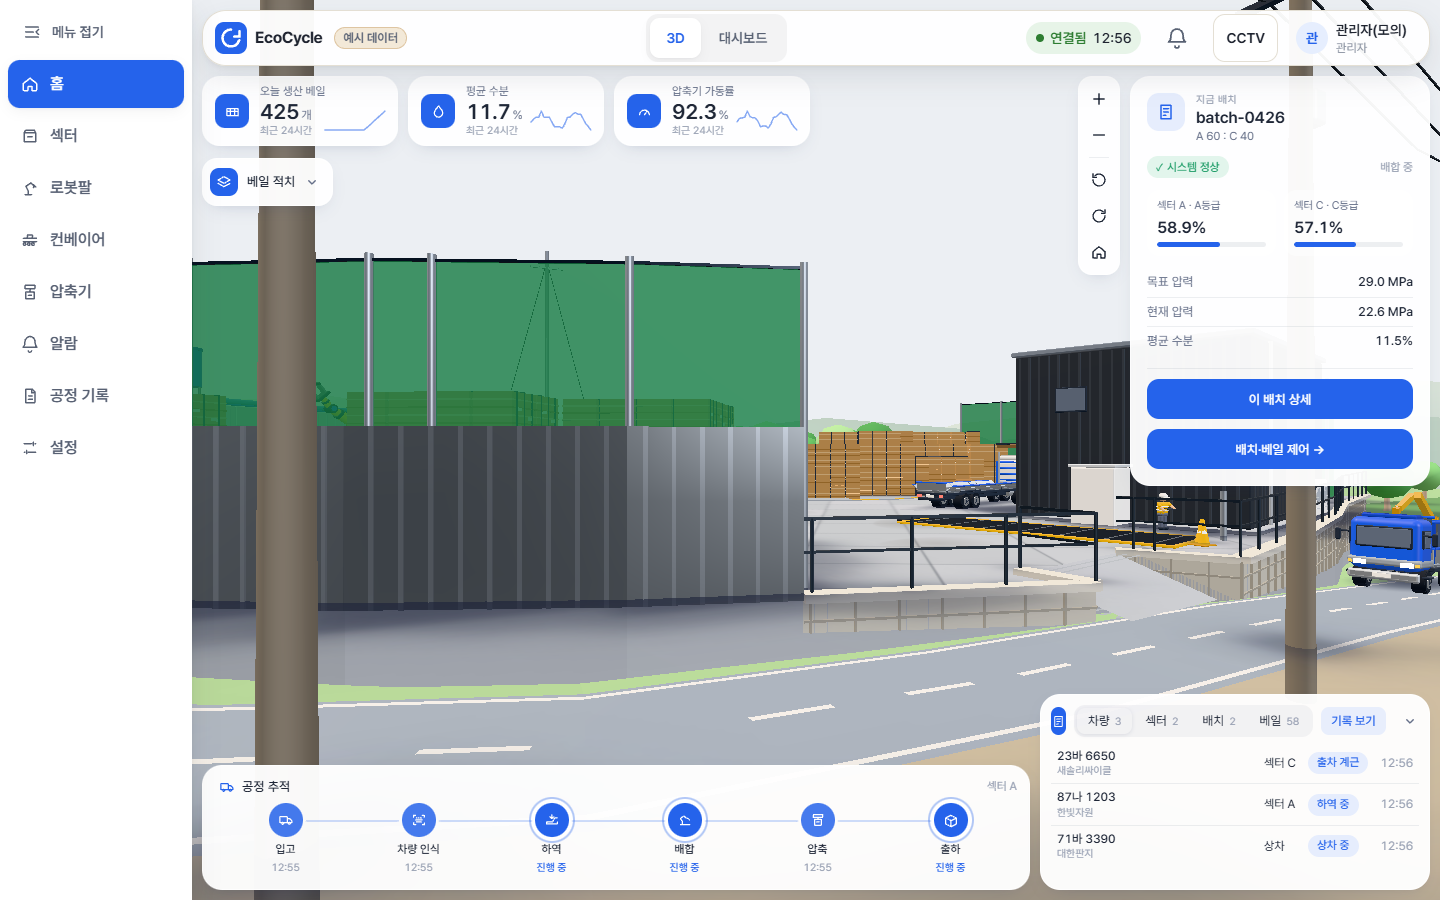 메뉴 접기
홈
섹터
로봇팔
컨베이어
압축기
알람
공정 기록
설정
EcoCycle
예시 데이터
3D
대시보드
연결됨 12:56
CCTV
관
관리자(모의)
관리자
오늘 생산 베일
425개
최근 24시간
평균 수분
11.7%
최근 24시간
압축기 가동률
92.3%
최근 24시간
베일 적치
지금 배치
batch-0426
A 60 : C 40
✓ 시스템 정상
배합 중
섹터 A · A등급
58.9%
섹터 C · C등급
57.1%
목표 압력 29.0 MPa
현재 압력 22.6 MPa
평균 수분 11.5%
이 배치 상세
배치·베일 제어 →
공정 추적
섹터 A
입고
12:55
차량 인식
12:55
하역
진행 중
배합
진행 중
압축
12:55
출하
진행 중
차량 3
섹터 2
배치 2
베일 58
기록 보기
23바 6650
새솔리싸이클
섹터 C 출차 계근 12:56
87나 1203
한빛자원
섹터 A 하역 중 12:56
71바 3390
대한판지
상차 상차 중 12:56